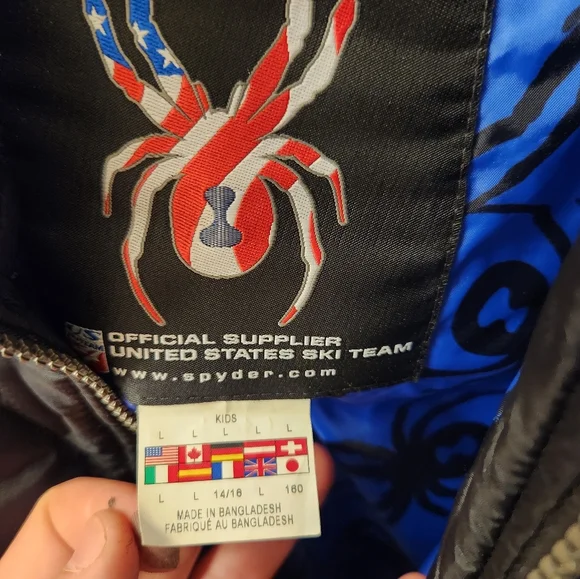 OFFICIAL SUPPLIER
UNITED STATES SKI TEAM
www.spyder.com
KIDS
L L L L L
L L 14/16 L 160
MADE IN BANGLADESH
FABRIQUÉ AU BANGLADESH